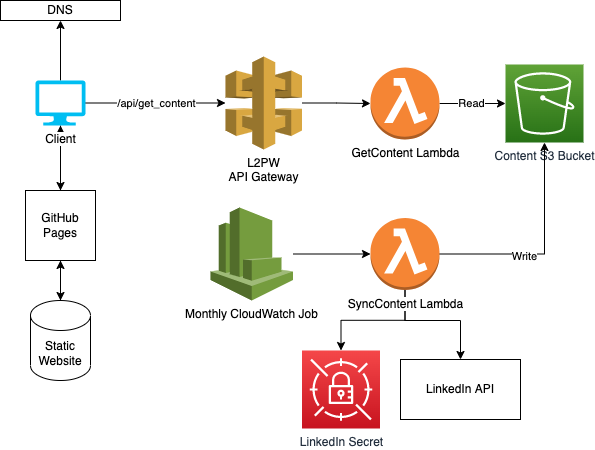 DNS
/api/get_content
Read
Client
L2PW
API Gateway
GetContent Lambda
Content S3 Bucket
GitHub
Pages
Write
Monthly CloudWatch Job
SyncContent Lambda
Static
Website
LinkedIn API
LinkedIn Secret